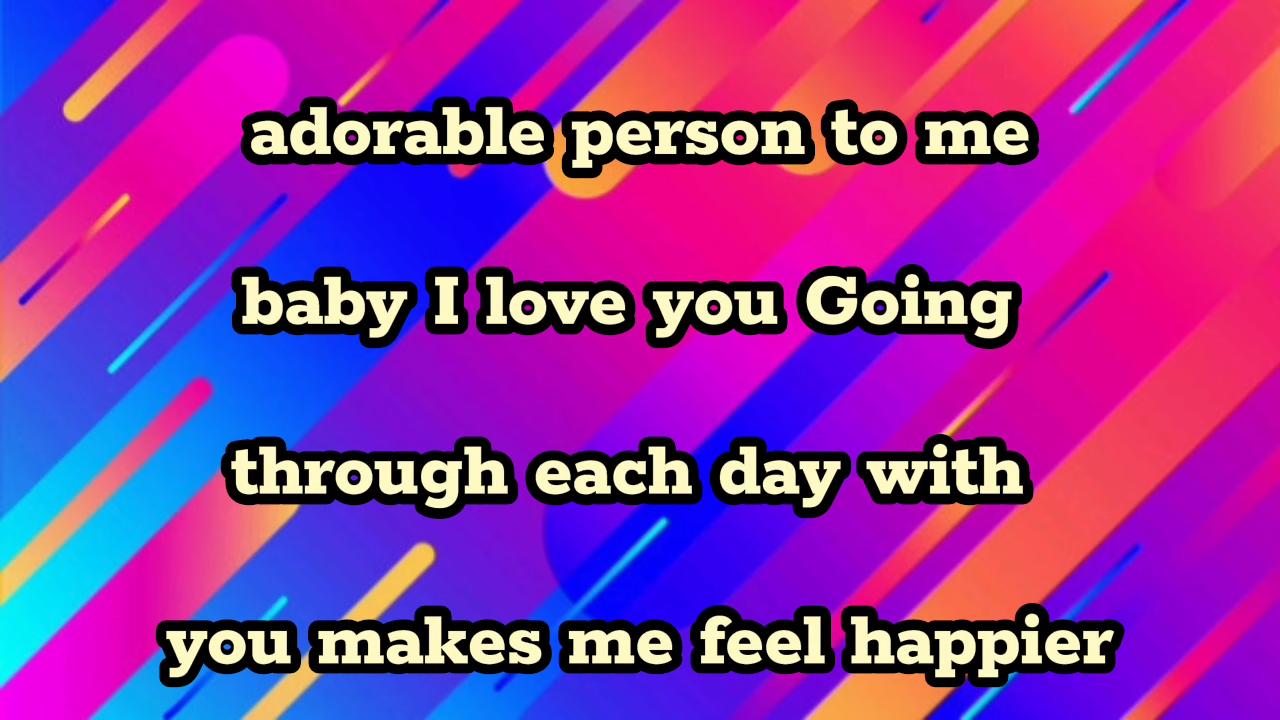 adorable person to me
baby I love you Going
through each day with
you makes me feel happier